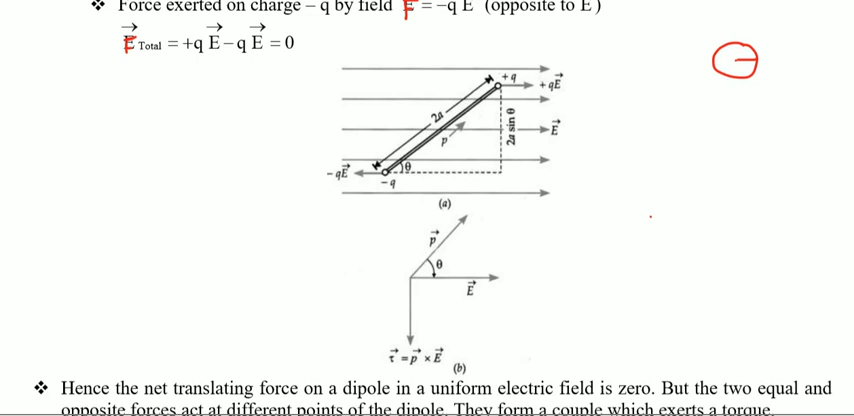 ❖ Force exerted on charge – q by field F = –q E (opposite to E)
F Total = +q E – q E = 0
+q
+ qE
2a
2a sin θ
E
p
θ
- qE
-q
(a)
p
θ
E
τ = p × E
(b)
❖ Hence the net translating force on a dipole in a uniform electric field is zero. But the two equal and
opposite forces act at different points of the dipole. They form a couple which exerts a torque.